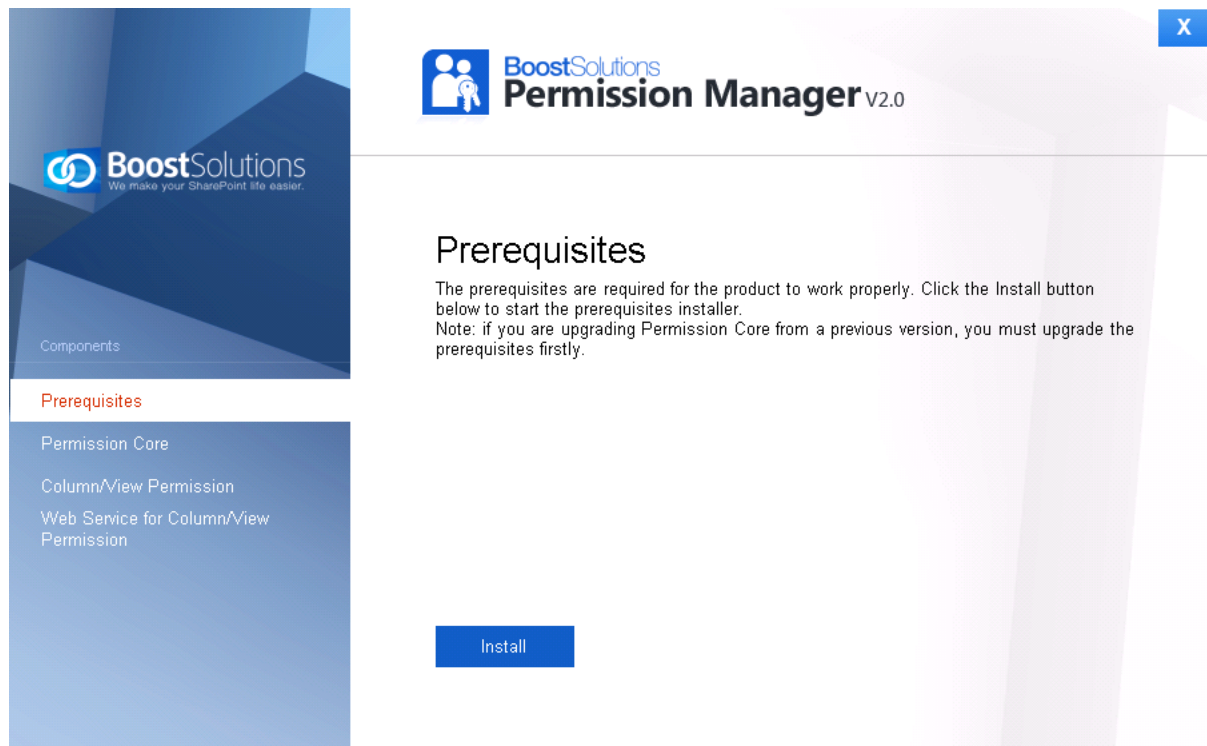 X
BoostSolutions
Permission Manager V2.0
BoostSolutions
We make your SharePoint life easier.
Components
Prerequisites
Permission Core
Column/View Permission
Web Service for Column/View
Permission
Prerequisites
The prerequisites are required for the product to work properly. Click the Install button
below to start the prerequisites installer.
Note: if you are upgrading Permission Core from a previous version, you must upgrade the
prerequisites firstly.
Install